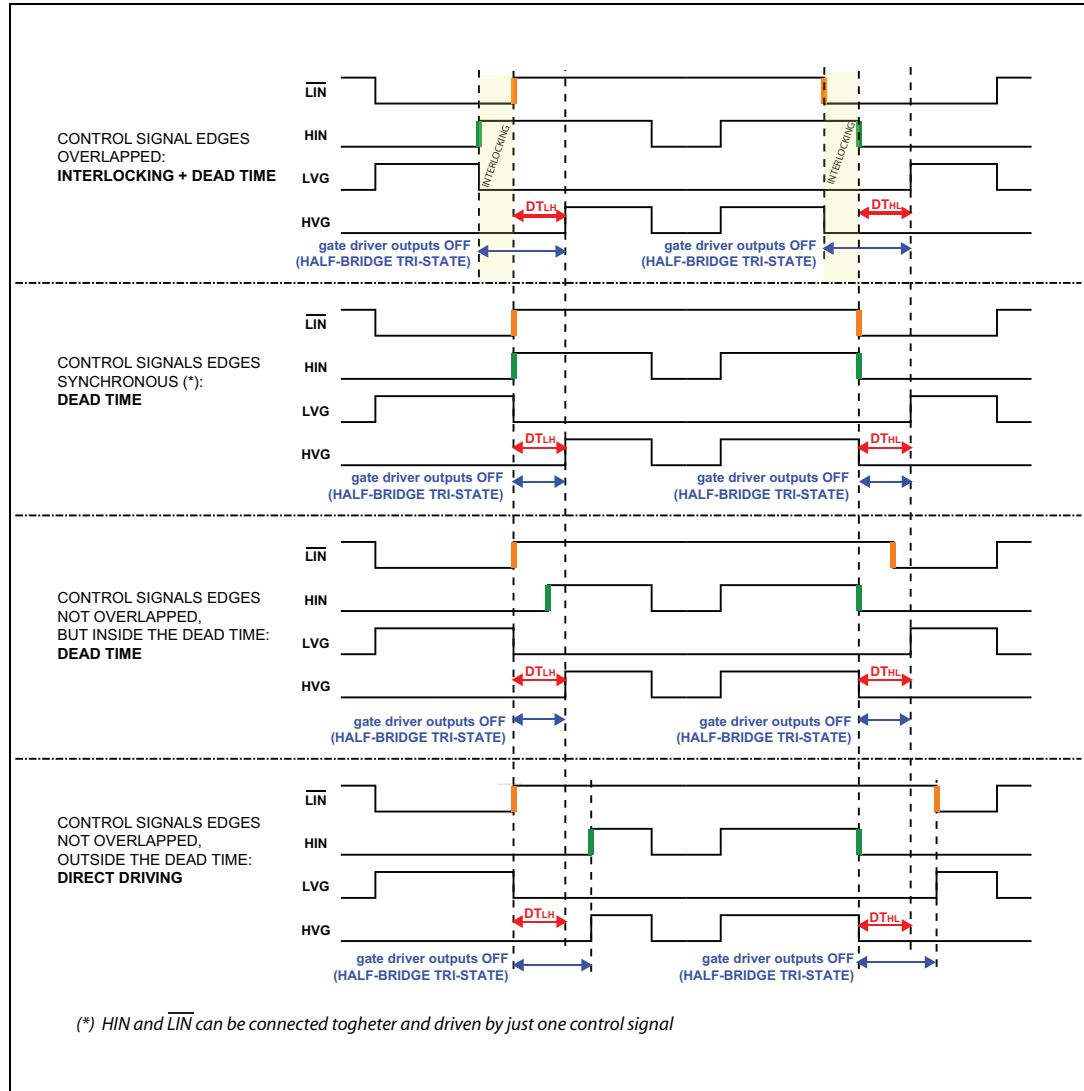 L̅I̅N̅
HIN
LVG
HVG
CONTROL SIGNAL EDGES
OVERLAPPED:
INTERLOCKING + DEAD TIME
INTERLOCKING
INTERLOCKING
DTLH
DTHL
gate driver outputs OFF
(HALF-BRIDGE TRI-STATE)
gate driver outputs OFF
(HALF-BRIDGE TRI-STATE)
L̅I̅N̅
HIN
LVG
HVG
CONTROL SIGNALS EDGES
SYNCHRONOUS (*):
DEAD TIME
DTLH
DTHL
gate driver outputs OFF
(HALF-BRIDGE TRI-STATE)
gate driver outputs OFF
(HALF-BRIDGE TRI-STATE)
L̅I̅N̅
HIN
LVG
HVG
CONTROL SIGNALS EDGES
NOT OVERLAPPED,
BUT INSIDE THE DEAD TIME:
DEAD TIME
DTLH
DTHL
gate driver outputs OFF
(HALF-BRIDGE TRI-STATE)
gate driver outputs OFF
(HALF-BRIDGE TRI-STATE)
L̅I̅N̅
HIN
LVG
HVG
CONTROL SIGNALS EDGES
NOT OVERLAPPED,
OUTSIDE THE DEAD TIME:
DIRECT DRIVING
DTLH
DTHL
gate driver outputs OFF
(HALF-BRIDGE TRI-STATE)
gate driver outputs OFF
(HALF-BRIDGE TRI-STATE)
(*) HIN and L̅I̅N̅ can be connected togheter and driven by just one control signal